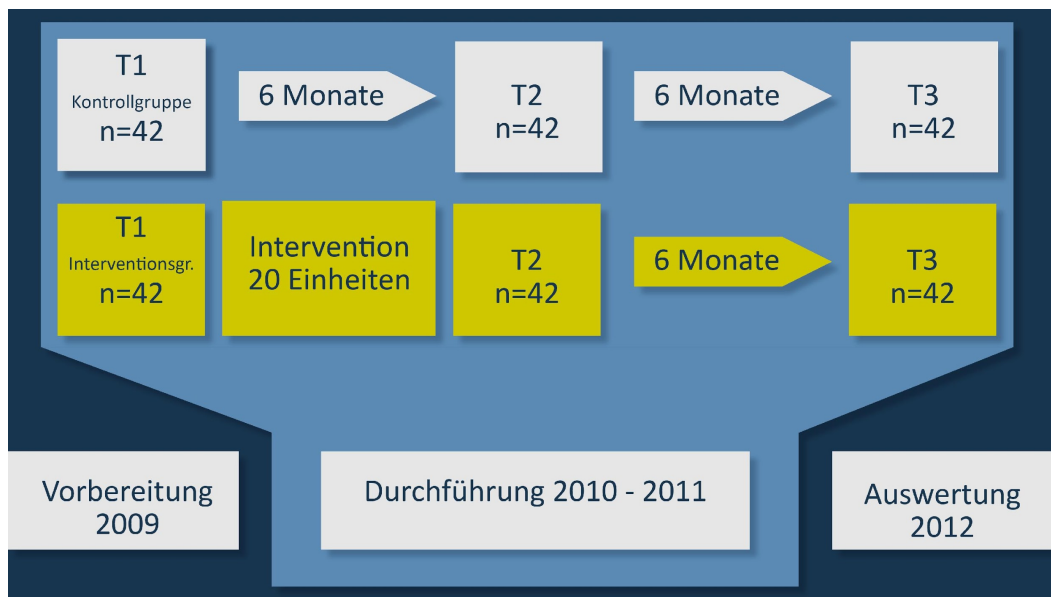 T1
Kontrollgruppe
n=42
6 Monate
T2
n=42
6 Monate
T3
n=42
T1
Interventionsgr.
n=42
Intervention
20 Einheiten
T2
n=42
6 Monate
T3
n=42
Vorbereitung
2009
Durchführung 2010 - 2011
Auswertung
2012